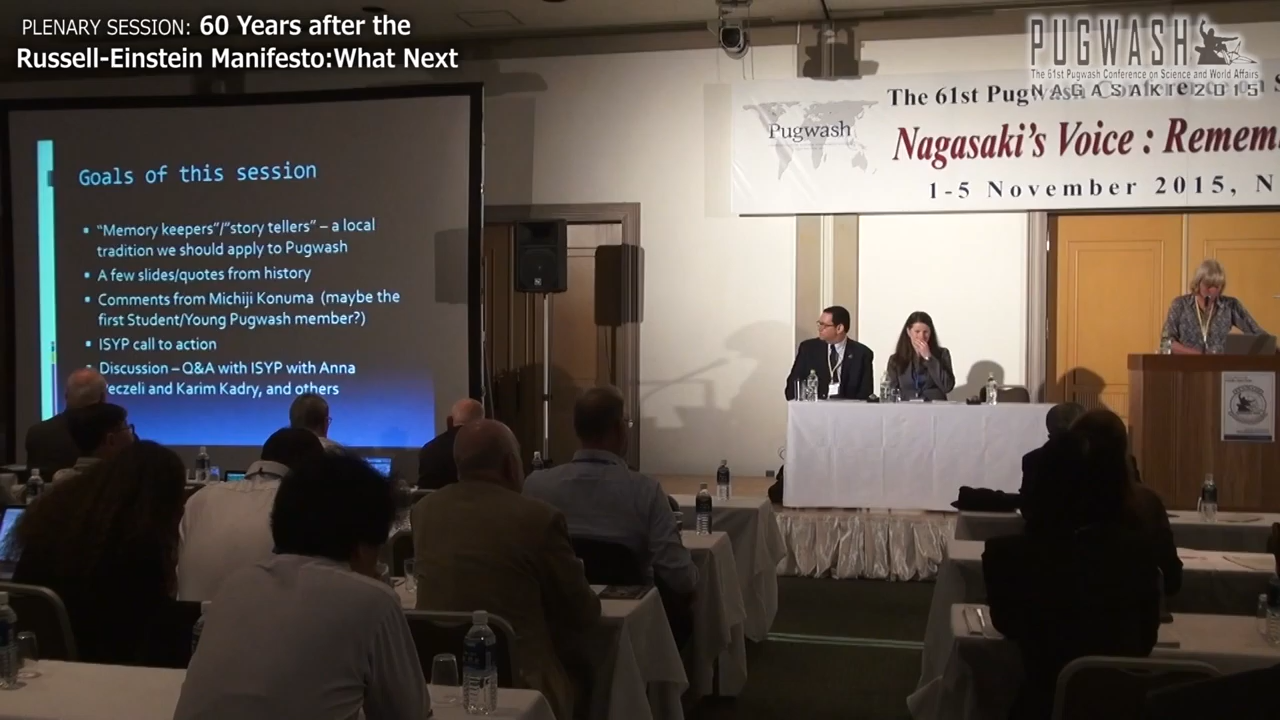 PLENARY SESSION: 60 Years after the
Russell-Einstein Manifesto:What Next
PUGWASH
The 61st Pugwash Conference on Science and World Affairs
NAGASAKI 2015
The 61st Pugwash Conference on S
Pugwash
Nagasaki's Voice : Remem
1-5 November 2015, N
Goals of this session
▪ "Memory keepers"/"story tellers" – a local
tradition we should apply to Pugwash
▪ A few slides/quotes from history
▪ Comments from Michiji Konuma (maybe the
first Student/Young Pugwash member?)
▪ ISYP call to action
▪ Discussion – Q&A with ISYP with Anna
eczeli and Karim Kadry, and others